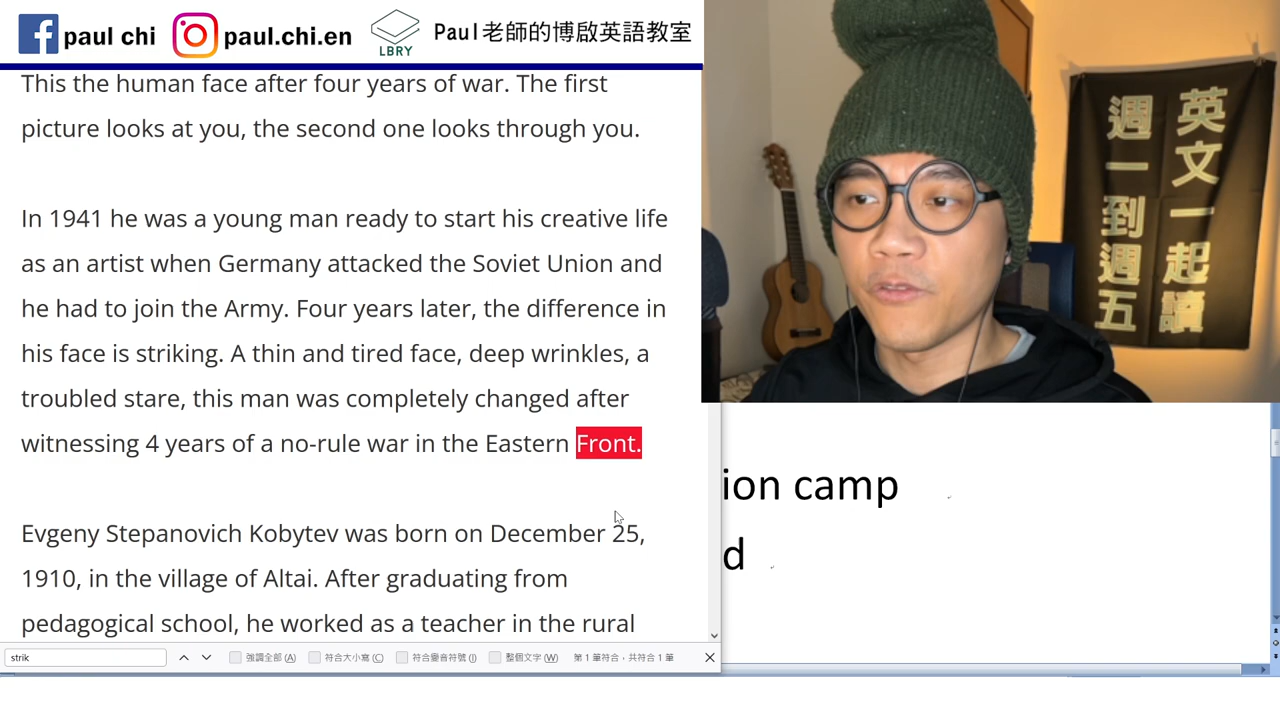 paul chi
paul.chi.en
LBRY
Paul老師的博啟英語教室
This the human face after four years of war. The first
picture looks at you, the second one looks through you.
In 1941 he was a young man ready to start his creative life
as an artist when Germany attacked the Soviet Union and
he had to join the Army. Four years later, the difference in
his face is striking. A thin and tired face, deep wrinkles, a
troubled stare, this man was completely changed after
witnessing 4 years of a no-rule war in the Eastern Front.
Evgeny Stepanovich Kobytev was born on December 25,
1910, in the village of Altai. After graduating from
pedagogical school, he worked as a teacher in the rural
strik
強調全部 (A)
符合大小寫 (C)
符合變音符號 (I)
整個文字 (W)
第 1 筆符合，共符合 1 筆
英文一起讀
週一到週五
ion camp
d